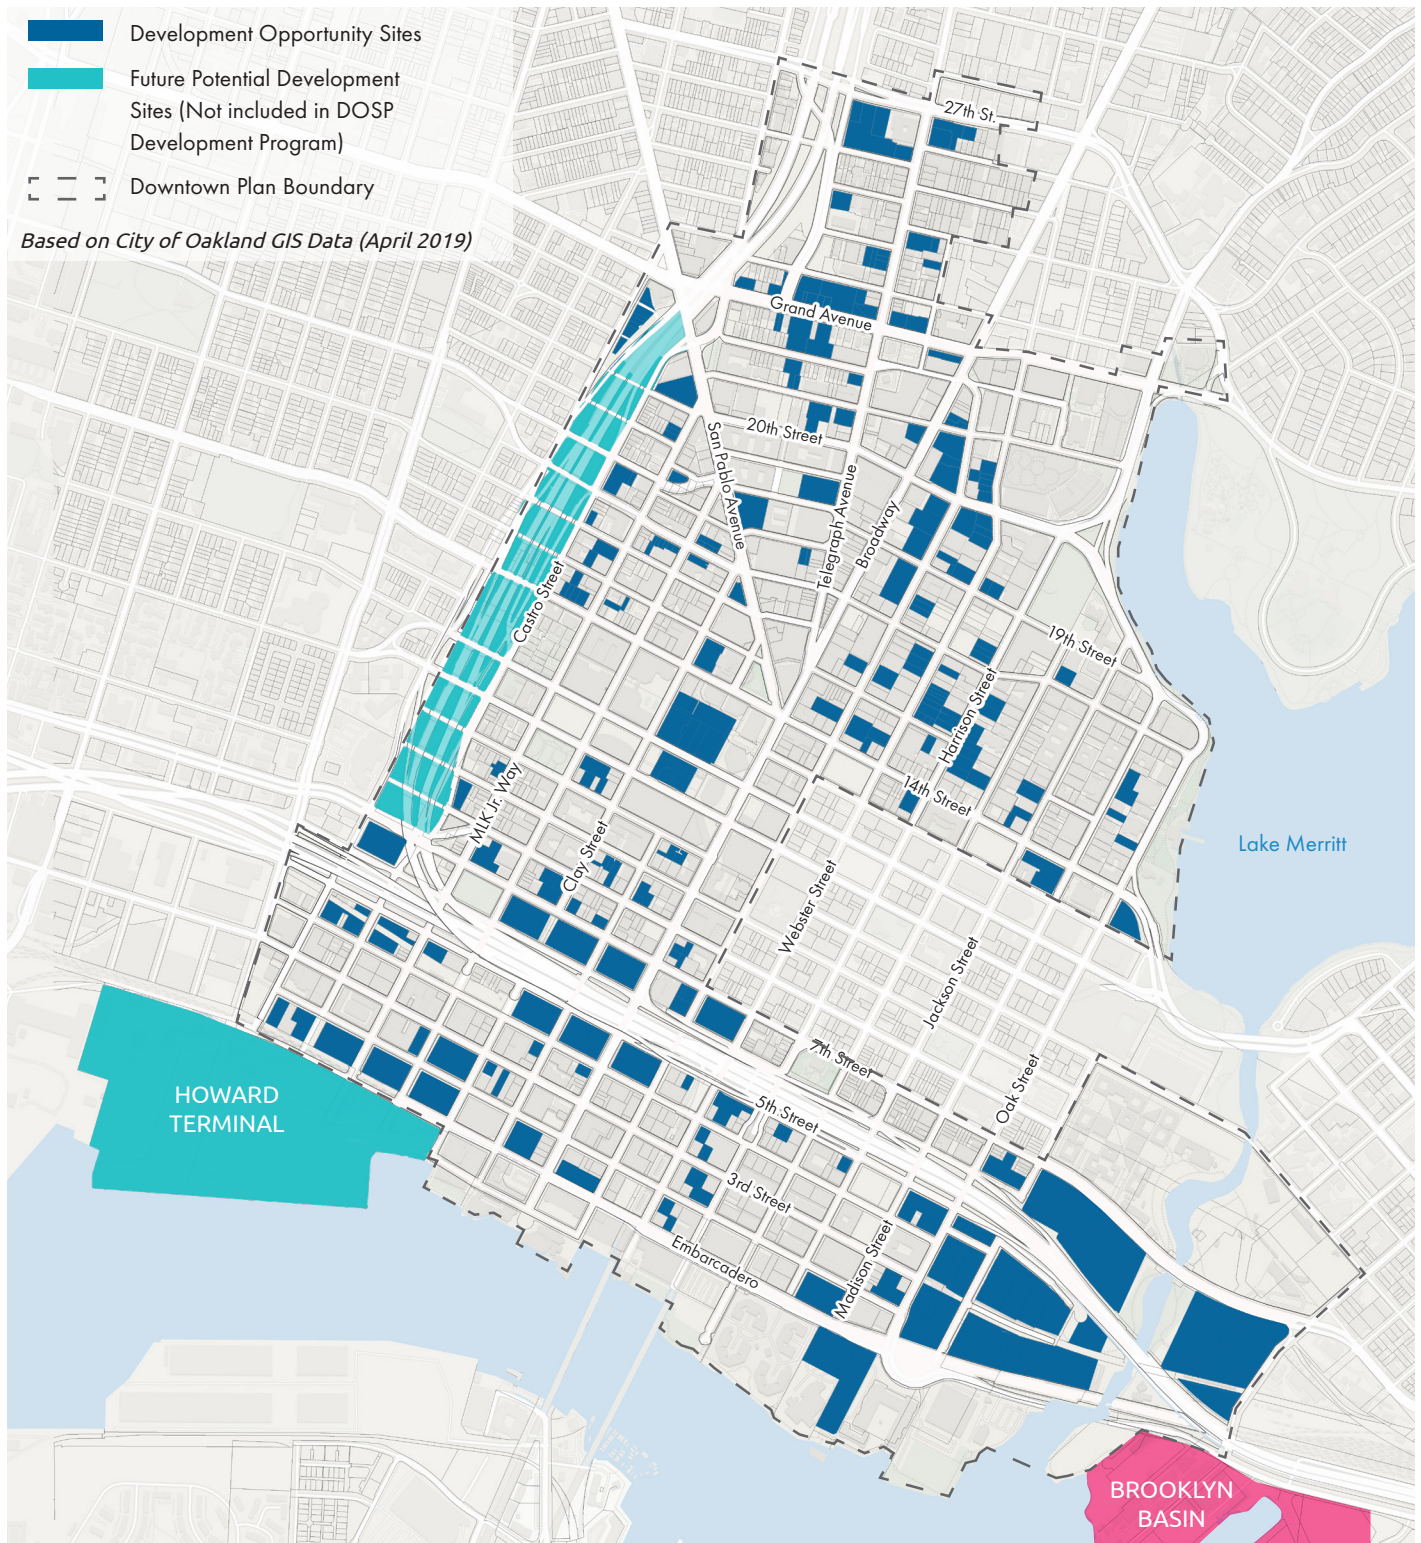 Development Opportunity Sites
Future Potential Development
Sites (Not included in DOSP
Development Program)
Downtown Plan Boundary
Based on City of Oakland GIS Data (April 2019)
27th St.
Grand Avenue
20th Street
San Pablo Avenue
Telegraph Avenue
Broadway
Castro Street
19th Street
Harrison Street
14th Street
MLK Jr. Way
Clay Street
Webster Street
Lake Merritt
Jackson Street
7th Street
Oak Street
5th Street
HOWARD
TERMINAL
3rd Street
Madison Street
Embarcadero
BROOKLYN
BASIN